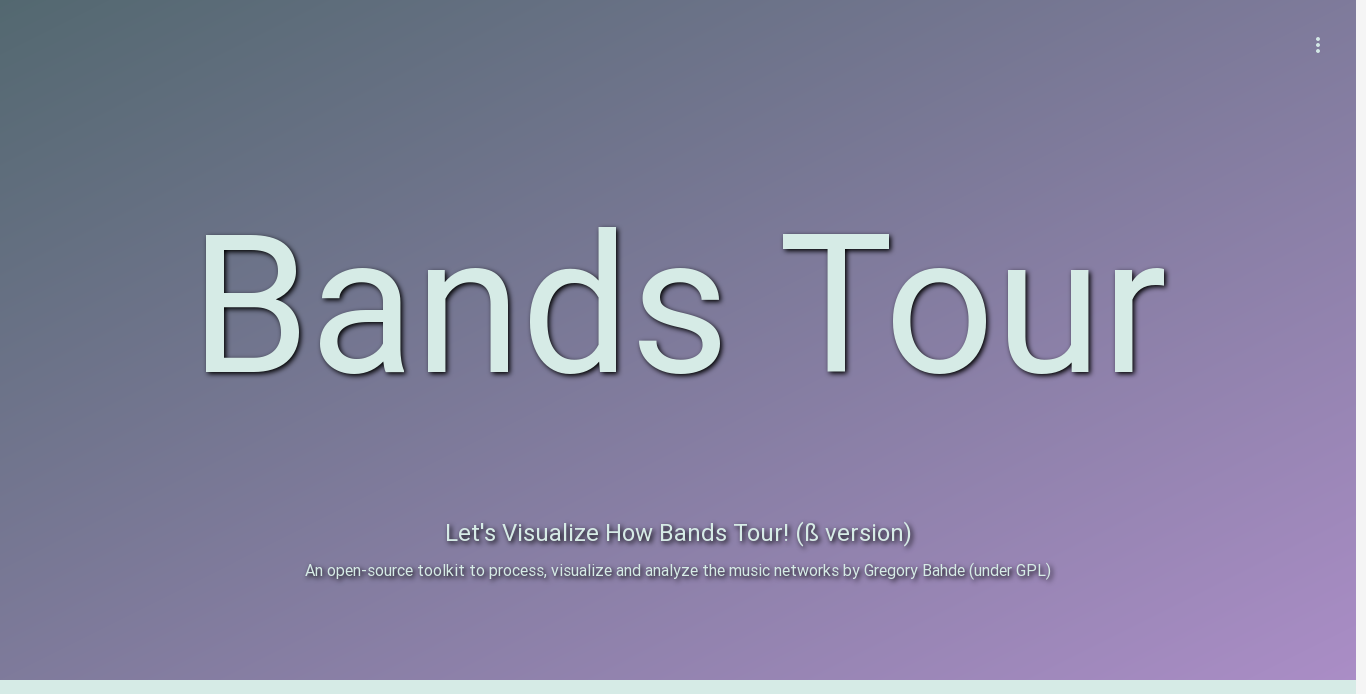 Bands Tour
Let's Visualize How Bands Tour! (ß version)
An open-source toolkit to process, visualize and analyze the music networks by Gregory Bahde (under GPL)